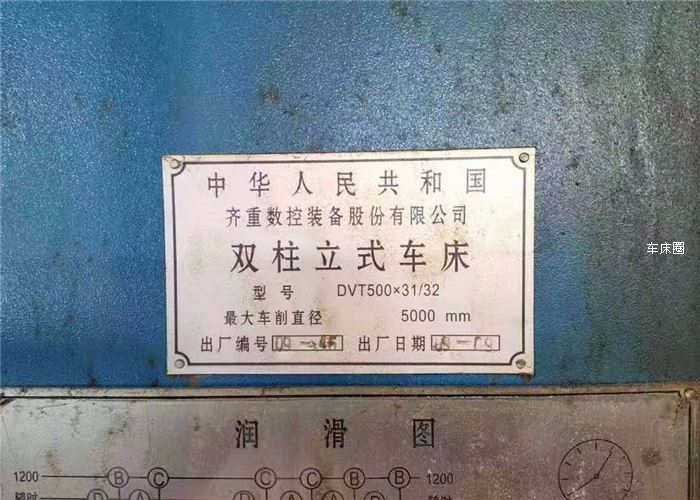 中华人民共和国
齐重数控装备股份有限公司
双柱立式车床
型号 DVT500×31/32
最大车削直径 5000 mm
出厂编号 出厂日期
车床圈
润滑图
1200 B C C C B B 1200
随时 D A